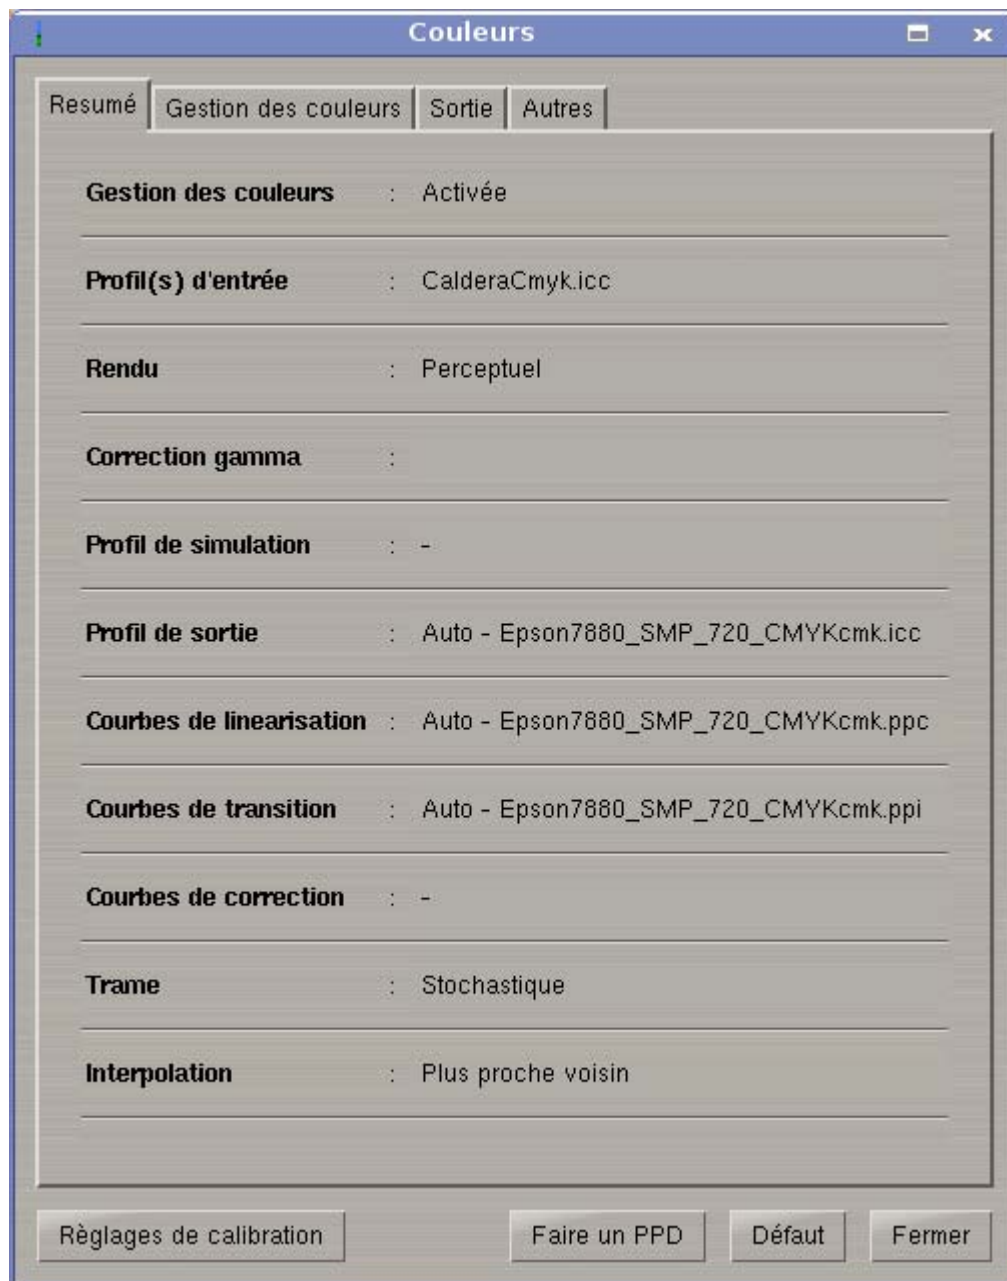 Couleurs
Resumé Gestion des couleurs Sortie Autres
Gestion des couleurs : Activée
Profil(s) d'entrée : CalderaCmyk.icc
Rendu : Perceptuel
Correction gamma :
Profil de simulation : -
Profil de sortie : Auto - Epson7880_SMP_720_CMYKcmk.icc
Courbes de linearisation : Auto - Epson7880_SMP_720_CMYKcmk.ppc
Courbes de transition : Auto - Epson7880_SMP_720_CMYKcmk.ppi
Courbes de correction : -
Trame : Stochastique
Interpolation : Plus proche voisin
Règlages de calibration Faire un PPD Défaut Fermer